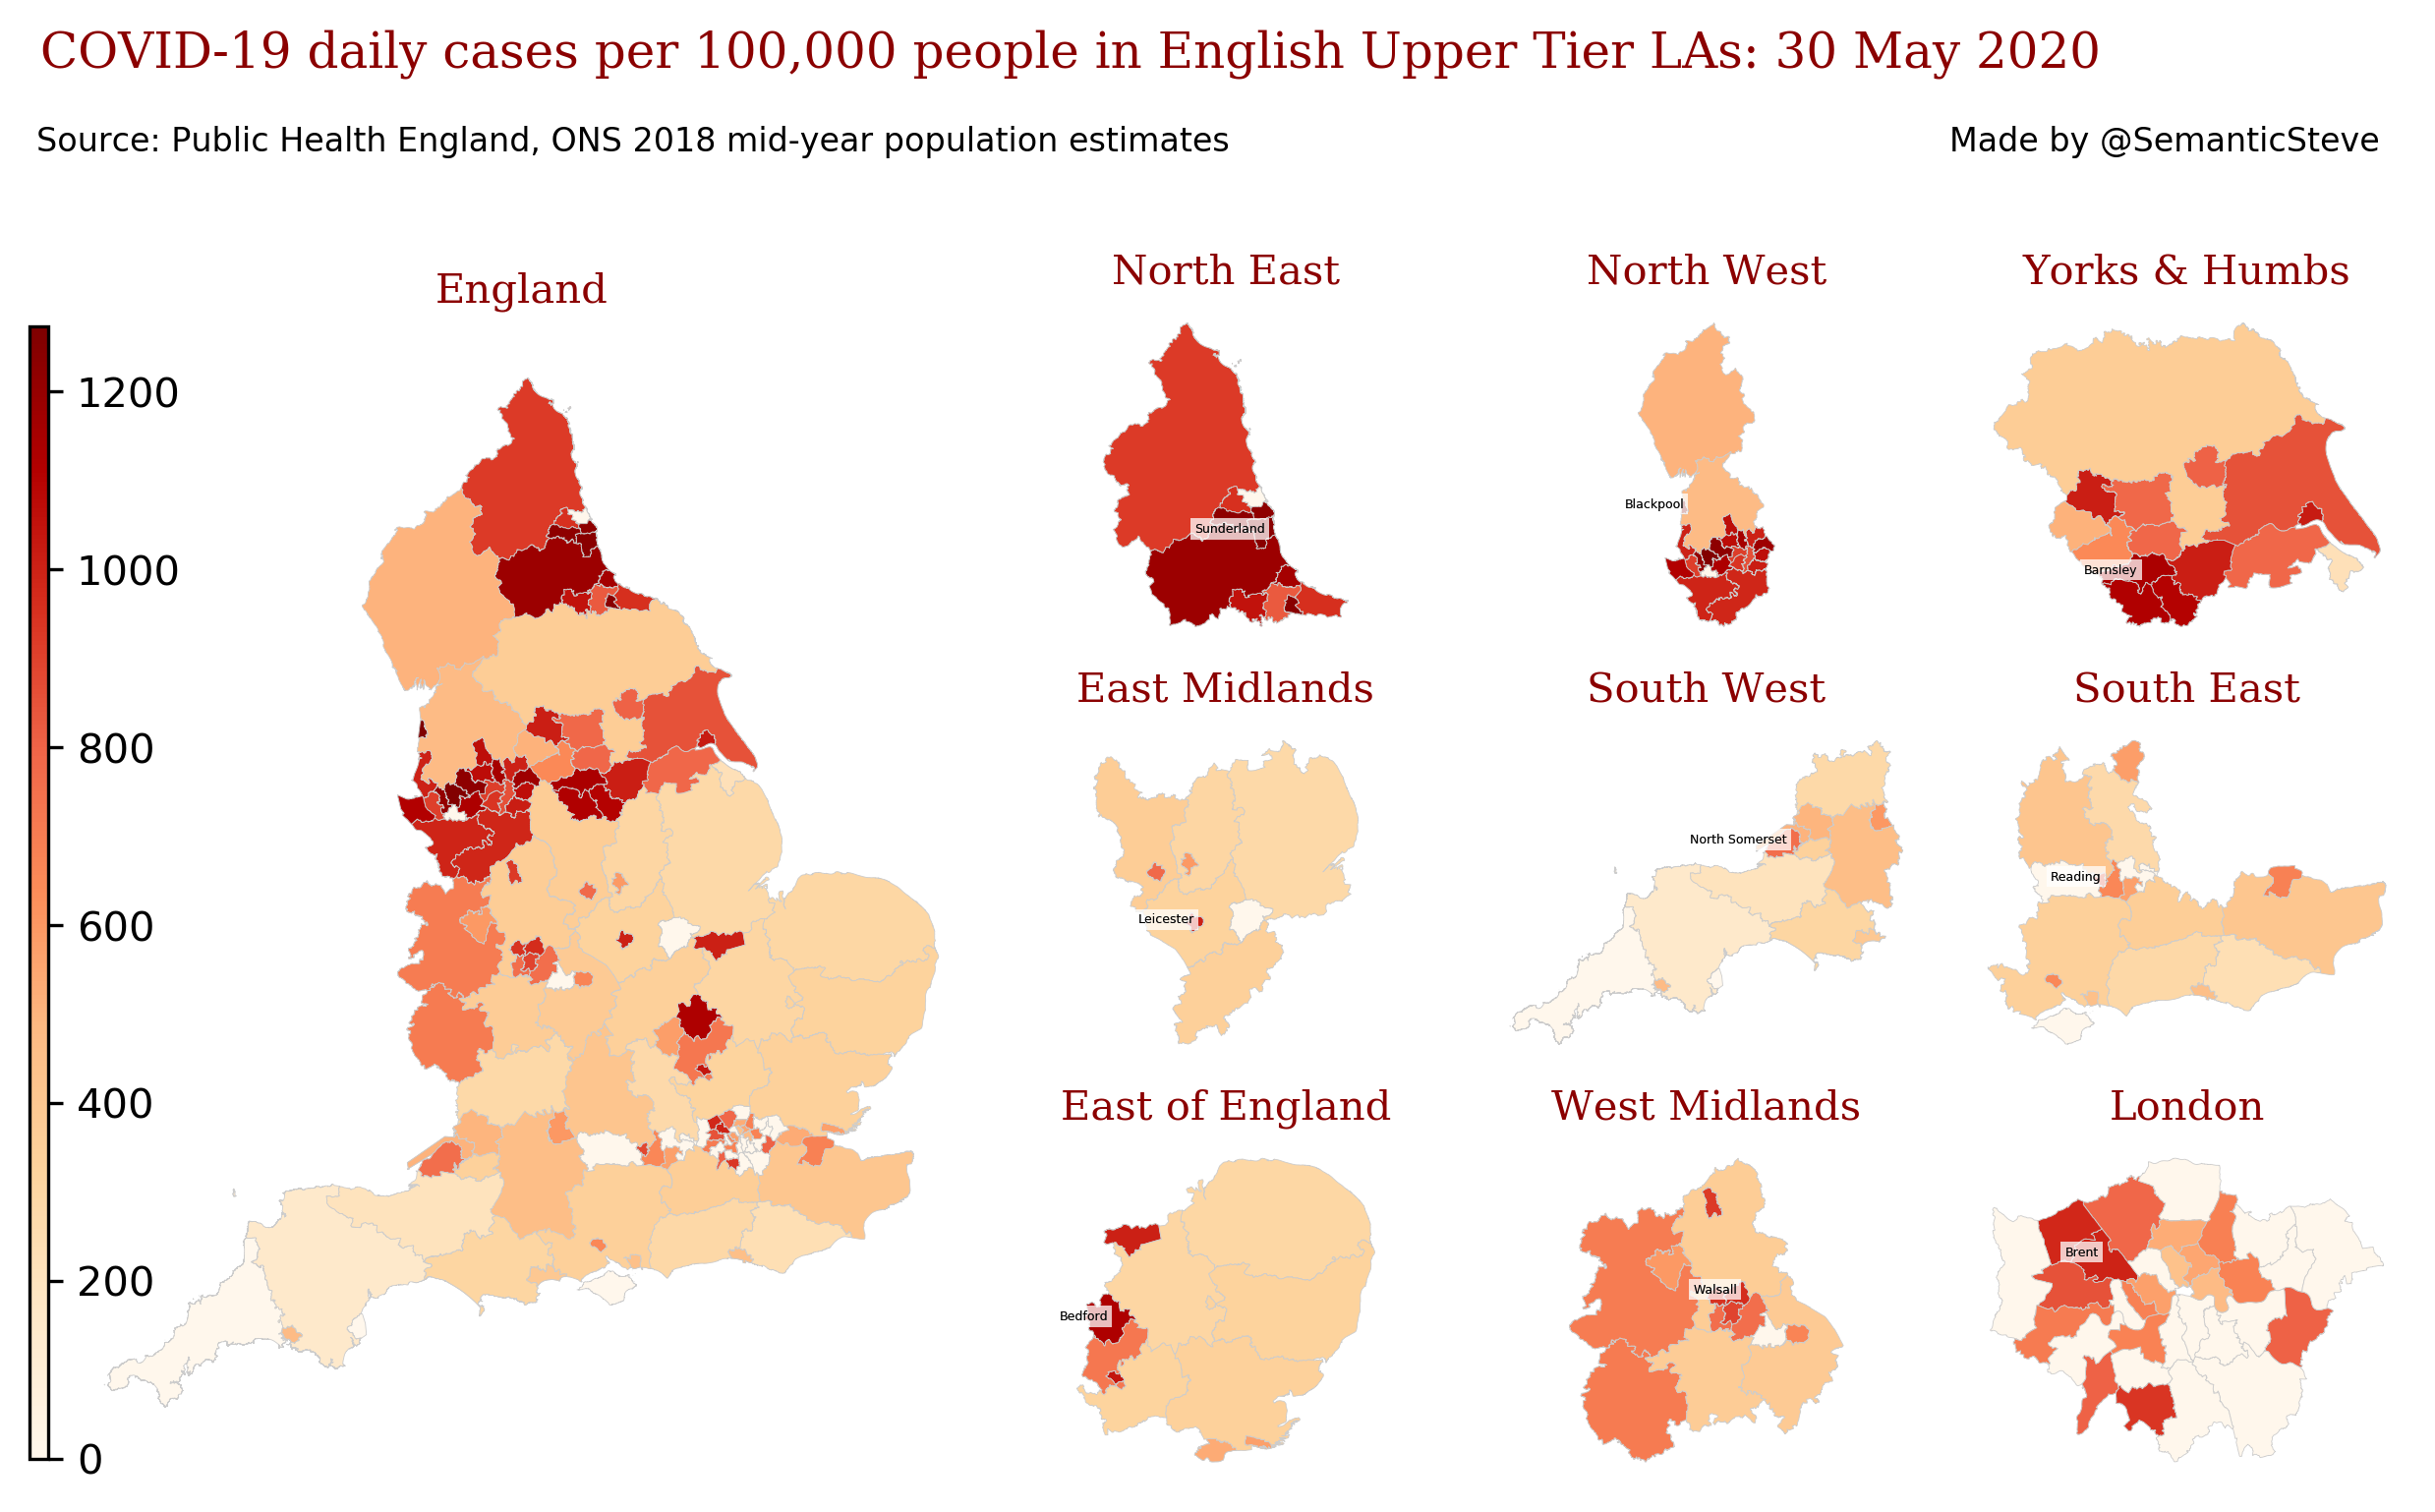 COVID-19 daily cases per 100,000 people in English Upper Tier LAs: 30 May 2020
Source: Public Health England, ONS 2018 mid-year population estimates
Made by @SemanticSteve
England
1200
1000
800
600
400
200
0
North East
Sunderland
North West
Blackpool
Yorks & Humbs
Barnsley
East Midlands
Leicester
South West
North Somerset
South East
Reading
East of England
Bedford
West Midlands
Walsall
London
Brent